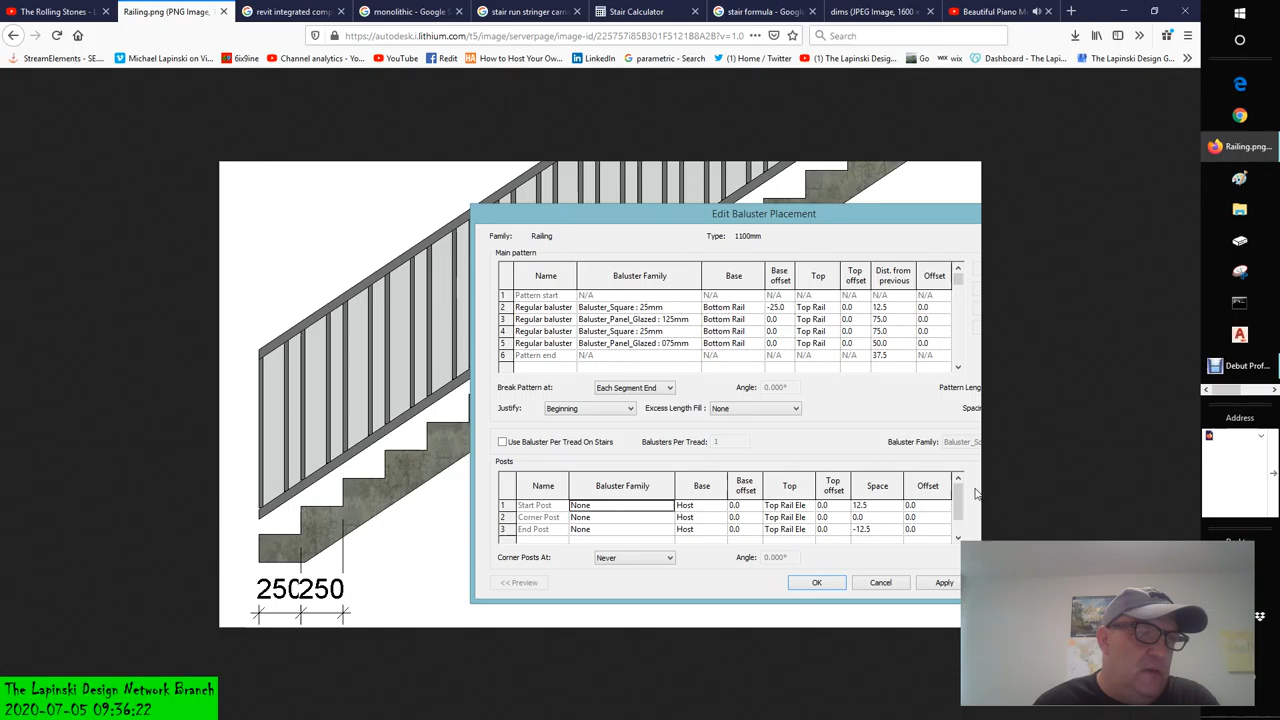 The Rolling Stones - (B
Railing.png (PNG Image,
revit integrated comp
monolithic - Google S
stair run stringer carri
Stair Calcul
stair formula - Google
dims (JPEG Image, 1600
Beautiful Piano M
https://autodesk.i.lithium.com/t5/image/serverpage/image-id/225757i85B301F5121B8A2B?v=1.0
Search
StreamElements - SE...
Michael Lapinski on Vi...
6ix9ine
Channel analytics - Yo...
YouTube
Redit
How to Host Your Own...
LinkedIn
parametric - Search
(1) Home / Twitter
(1) The Lapinski Desig...
Go
wix
Dashboard - The Lapi...
The Lapinski Design G...
Edit Baluster Placement
Family: Railing Type: 1100mm
Main pattern
Name Baluster Family Base Base offset Top Top offset Dist. from previous Offset
1 Pattern start N/A N/A N/A N/A N/A N/A N/A
2 Regular baluster Baluster_Square : 25mm Bottom Rail -25.0 Top Rail 0.0 12.5 0.0
3 Regular baluster Baluster_Panel_Glazed : 125mm Bottom Rail 0.0 Top Rail 0.0 75.0 0.0
4 Regular baluster Baluster_Square : 25mm Bottom Rail 0.0 Top Rail 0.0 75.0 0.0
5 Regular baluster Baluster_Panel_Glazed : 075mm Bottom Rail 0.0 Top Rail 0.0 50.0 0.0
6 Pattern end N/A N/A N/A N/A N/A 37.5 N/A
Break Pattern at: Each Segment End Angle: 0.000° Pattern Leng
Justify: Beginning Excess Length Fill : None Spacin
Use Baluster Per Tread On Stairs Balusters Per Tread: 1 Baluster Family: Baluster_Sq
Posts
Name Baluster Family Base Base offset Top Top offset Space Offset
1 Start Post None Host 0.0 Top Rail Ele 0.0 12.5 0.0
2 Corner Post None Host 0.0 Top Rail Ele 0.0 0.0 0.0
3 End Post None Host 0.0 Top Rail Ele 0.0 -12.5 0.0
Corner Posts At: Never Angle: 0.000°
<< Preview OK Cancel Apply
250 250
Railing.png...
Debut Prof...
Address
The Lapinski Design Network Branch
2020-07-05 09:36:22